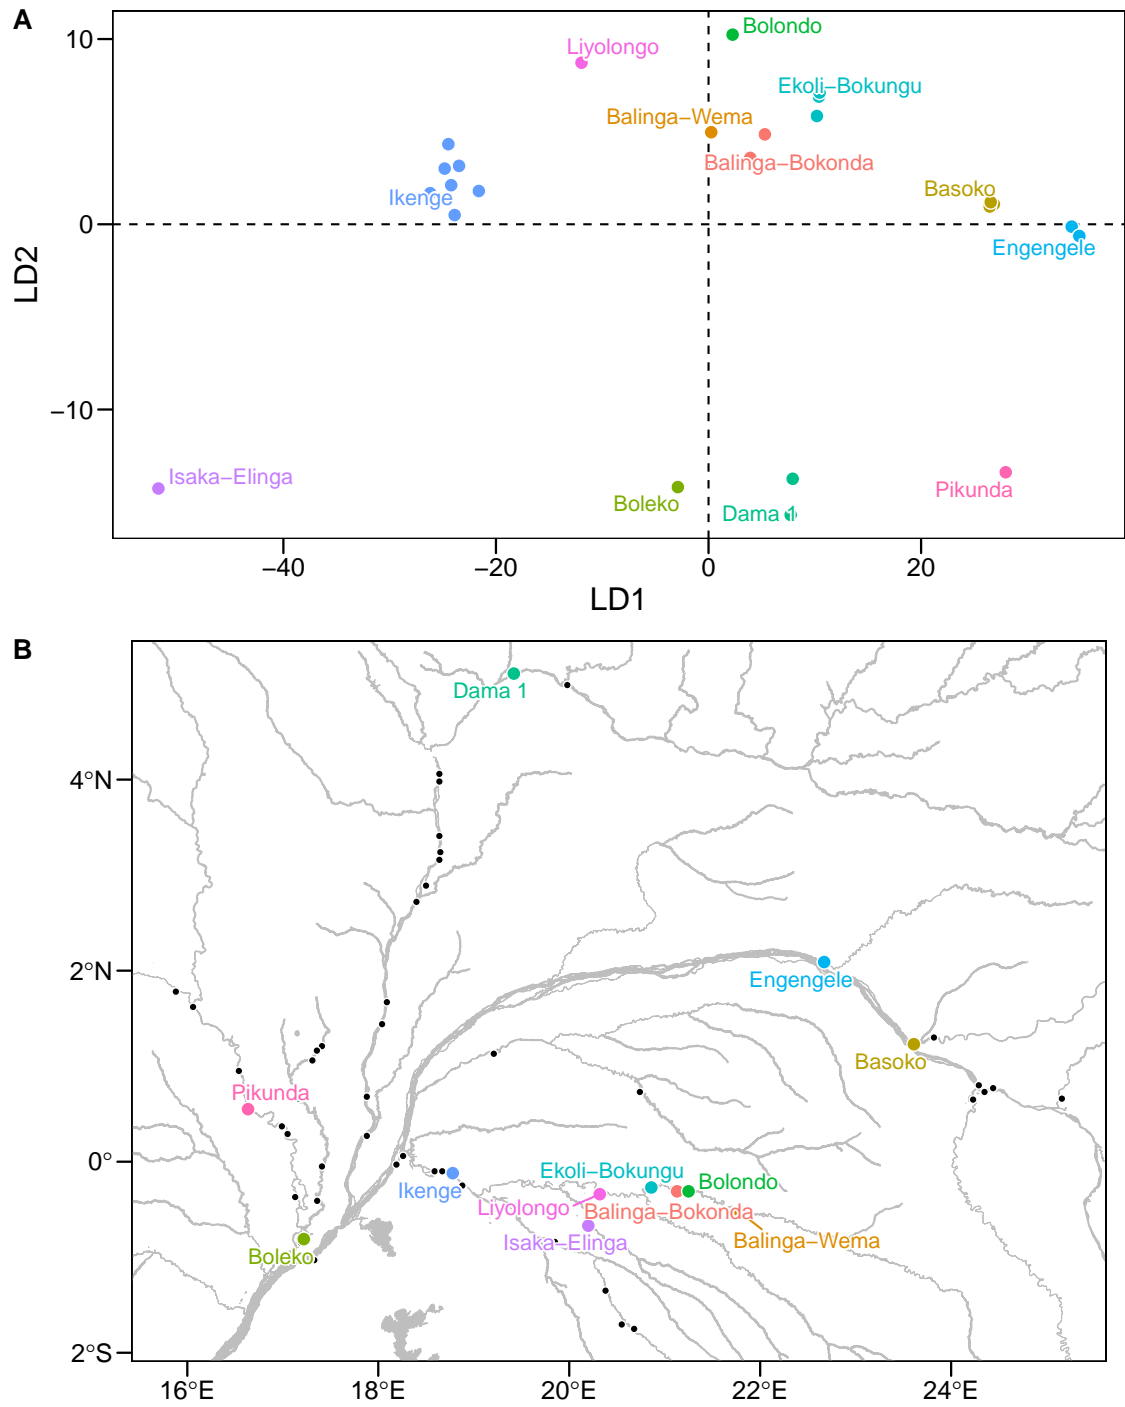 A
10
0
−10
LD2
Bolondo
Liyolongo
Ekoli−Bokungu
Balinga−Wema
Balinga−Bokonda
Basoko
Ikenge
Engengele
Isaka−Elinga
Boleko
Dama 1
Pikunda
−40
−20
0
20
LD1
B
4°N
2°N
0°
2°S
Dama 1
Engengele
Basoko
Pikunda
Ekoli−Bokungu
Bolondo
Ikenge
Liyolongo
Balinga−Bokonda
Isaka−Elinga
Balinga−Wema
Boleko
16°E
18°E
20°E
22°E
24°E